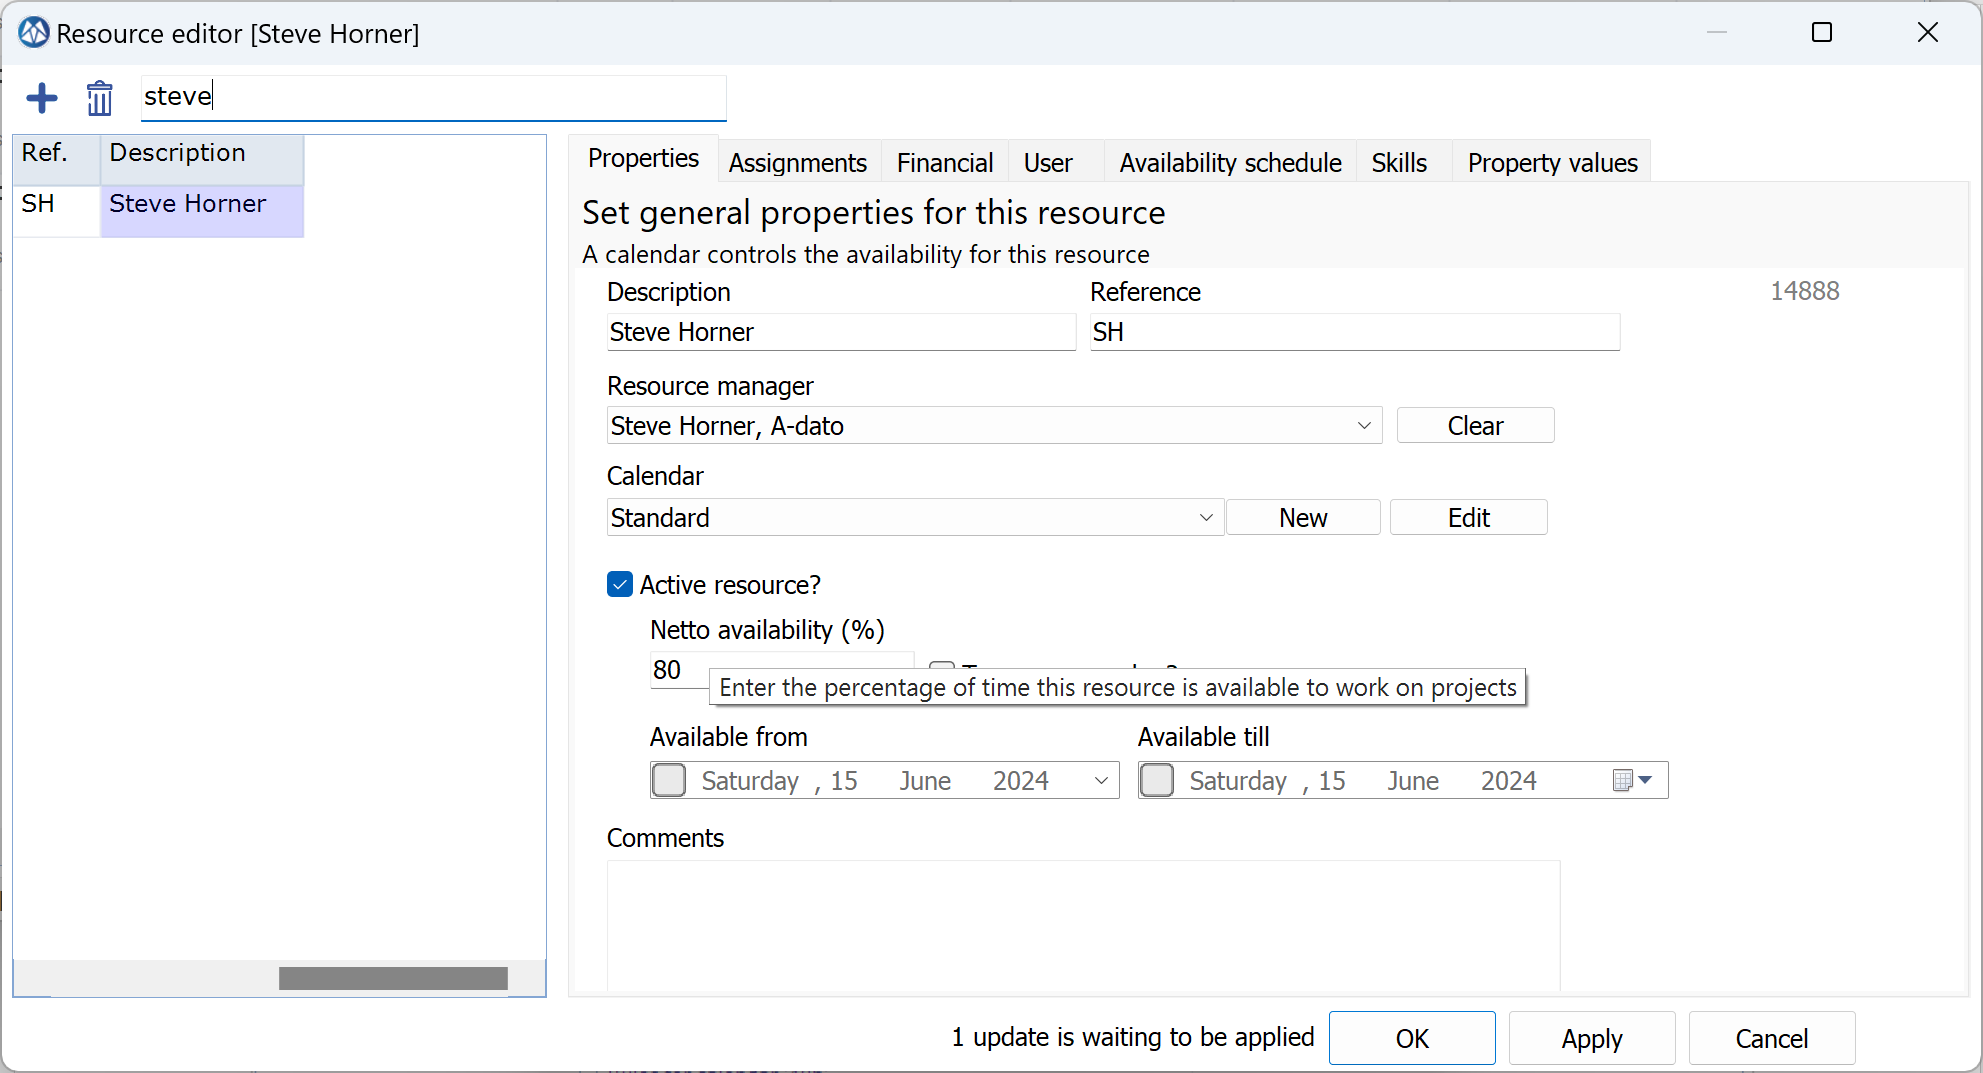 Resource editor [Steve Horner]
steve
Ref. Description
SH Steve Horner
Properties Assignments Financial User Availability schedule Skills Property values
Set general properties for this resource
A calendar controls the availability for this resource
Description Reference 14888
Steve Horner SH
Resource manager
Steve Horner, A-dato Clear
Calendar
Standard New Edit
Active resource?
Netto availability (%)
80
Enter the percentage of time this resource is available to work on projects
Available from Available till
Saturday , 15 June 2024 Saturday , 15 June 2024
Comments
1 update is waiting to be applied OK Apply Cancel